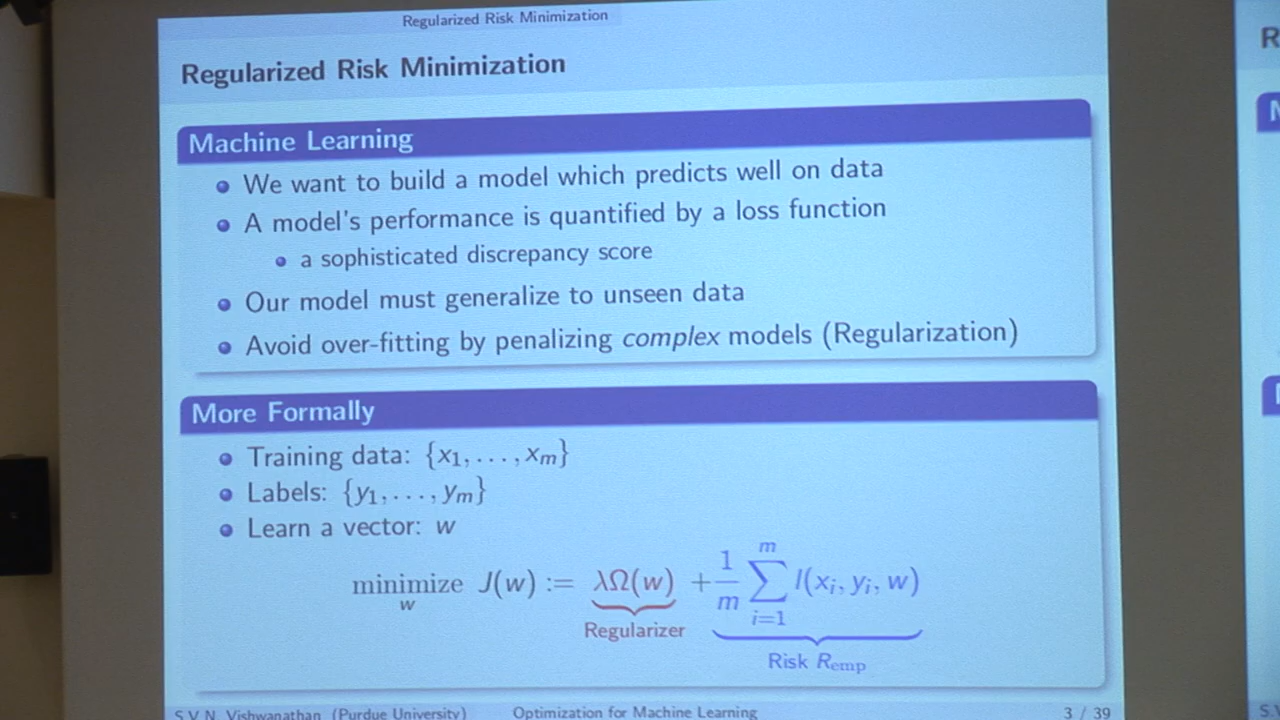 Regularized Risk Minimization
Regularized Risk Minimization
Machine Learning
We want to build a model which predicts well on data
A model's performance is quantified by a loss function
a sophisticated discrepancy score
Our model must generalize to unseen data
Avoid over-fitting by penalizing complex models (Regularization)
More Formally
Training data: {x₁, . . . , xₘ}
Labels: {y₁, . . . , yₘ}
Learn a vector: w
minimize_w J(w) := λΩ(w) + 1/m ∑_{i=1}^{m} l(xᵢ, yᵢ, w)
Regularizer
Risk R_emp
S.V.N. Vishwanathan (Purdue University) Optimization for Machine Learning 3 / 39